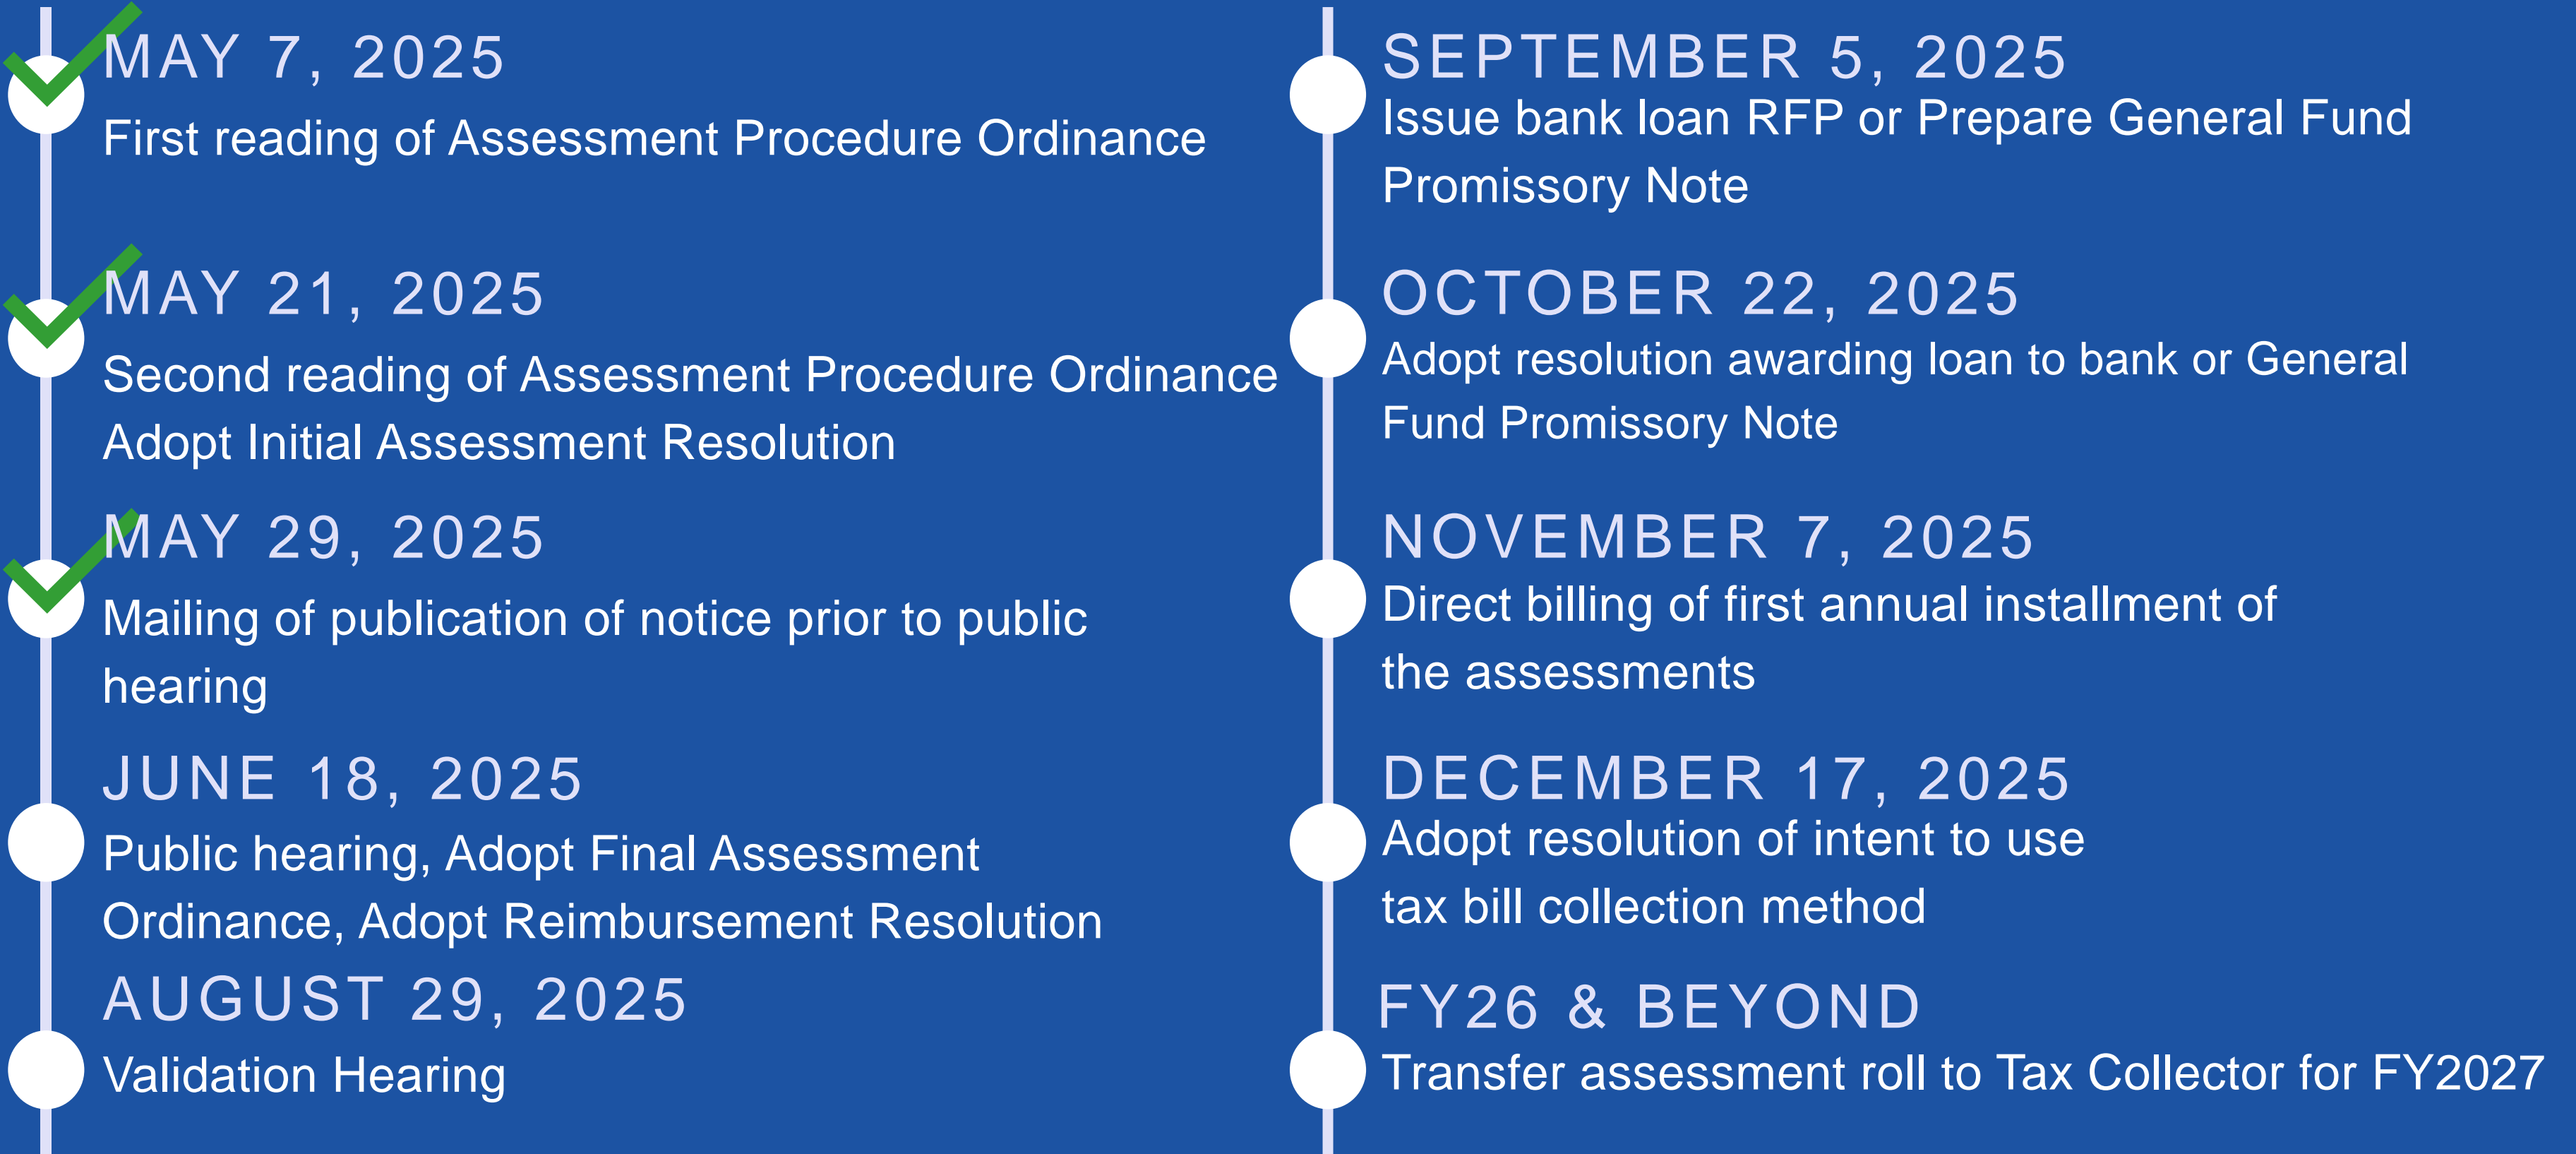 MAY 7, 2025
First reading of Assessment Procedure Ordinance
MAY 21, 2025
Second reading of Assessment Procedure Ordinance
Adopt Initial Assessment Resolution
MAY 29, 2025
Mailing of publication of notice prior to public
hearing
JUNE 18, 2025
Public hearing, Adopt Final Assessment
Ordinance, Adopt Reimbursement Resolution
AUGUST 29, 2025
Validation Hearing
SEPTEMBER 5, 2025
Issue bank loan RFP or Prepare General Fund
Promissory Note
OCTOBER 22, 2025
Adopt resolution awarding loan to bank or General
Fund Promissory Note
NOVEMBER 7, 2025
Direct billing of first annual installment of
the assessments
DECEMBER 17, 2025
Adopt resolution of intent to use
tax bill collection method
FY26 & BEYOND
Transfer assessment roll to Tax Collector for FY2027